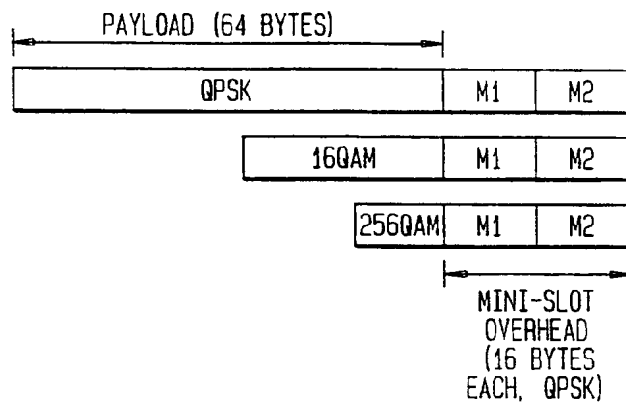 PAYLOAD (64 BYTES)
QPSK M1 M2
16QAM M1 M2
256QAM M1 M2
MINI-SLOT
OVERHEAD
(16 BYTES
EACH, QPSK)